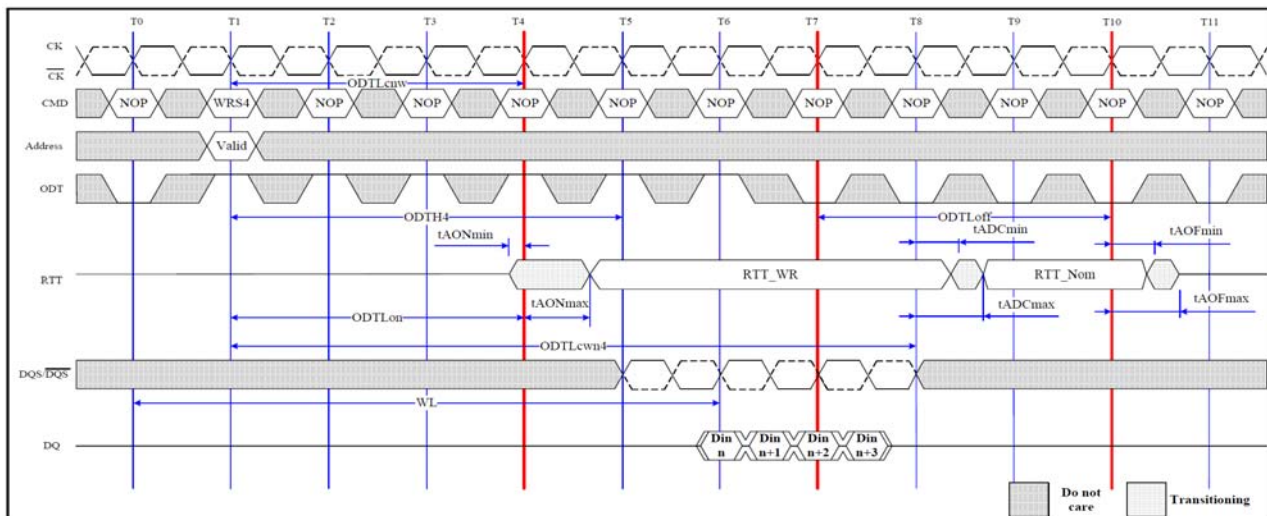 T0 T1 T2 T3 T4 T5 T6 T7 T8 T9 T10 T11
CK
CK
ODTLcnw
CMD NOP WRS4 NOP NOP NOP NOP NOP NOP NOP NOP NOP NOP
Address Valid
ODT
ODTH4 ODTLoff
tAONmin tADCmin tAOFmin
RTT RTT_WR RTT_Nom
tAONmax tADCmax tAOFmax
ODTLon
ODTLcwn4
DQS/DQS
WL
DQ Din n Din n+1 Din n+2 Din n+3
Do not care Transitioning